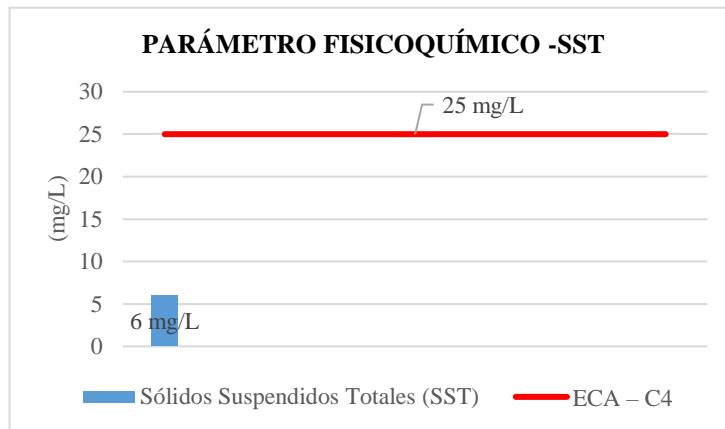 PARÁMETRO FISICOQUÍMICO -SST
30
25 mg/L
25
20
(mg/L)
15
10
5
6 mg/L
0
Sólidos Suspendidos Totales (SST)
ECA – C4